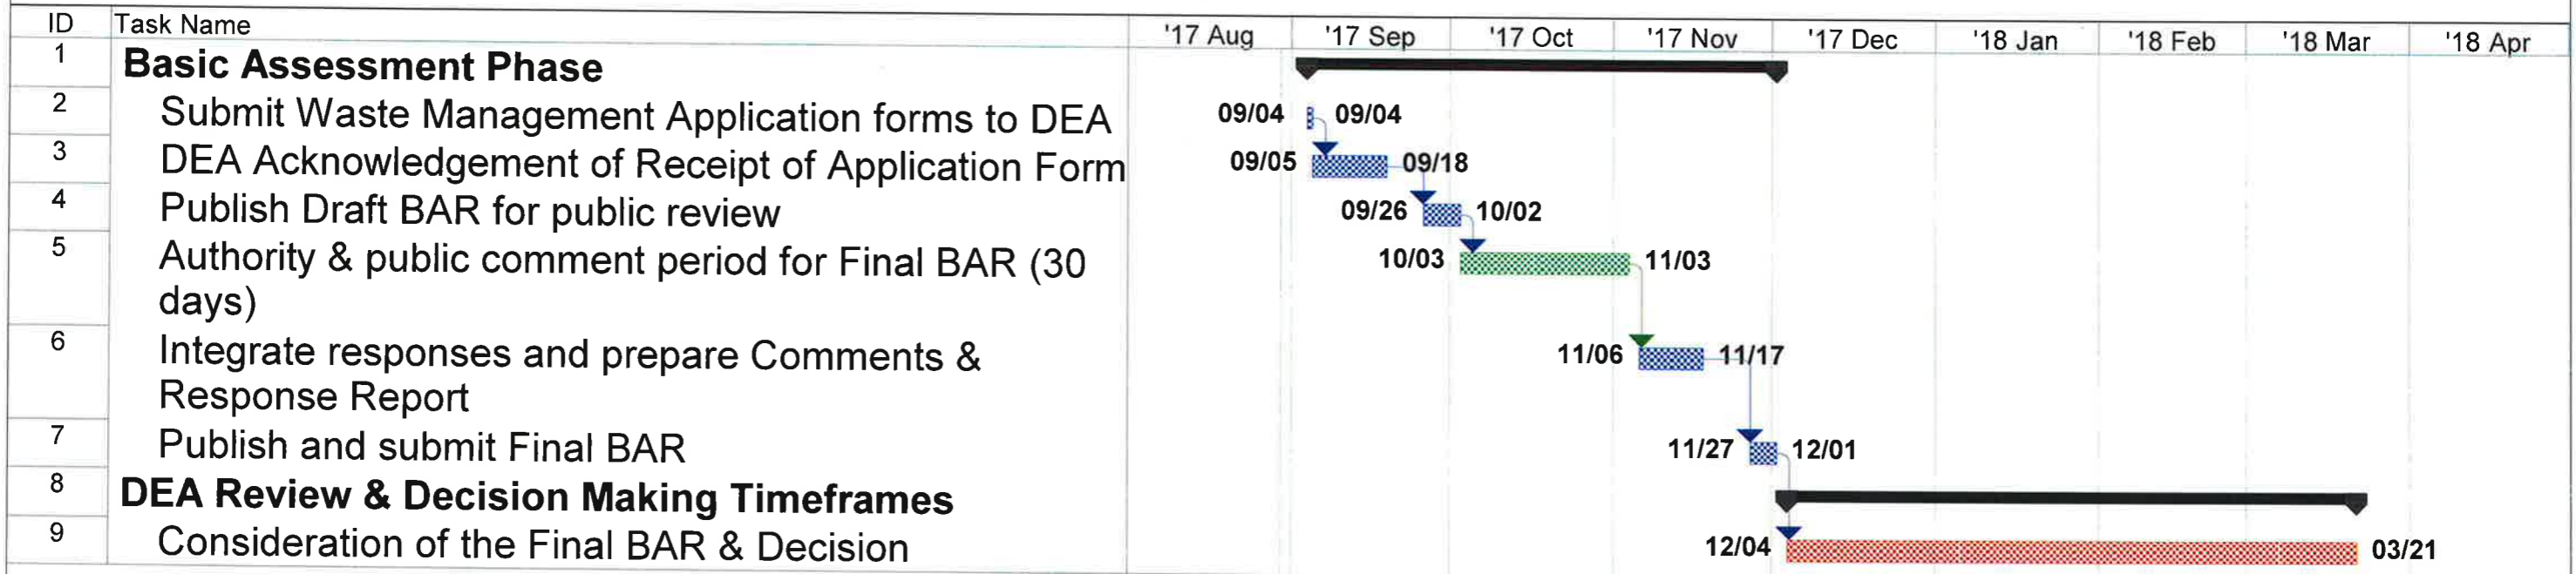 ID Task Name '17 Aug '17 Sep '17 Oct '17 Nov '17 Dec '18 Jan '18 Feb '18 Mar '18 Apr
1 Basic Assessment Phase
2 Submit Waste Management Application forms to DEA 09/04 09/04
3 DEA Acknowledgement of Receipt of Application Form 09/05 09/18
4 Publish Draft BAR for public review 09/26 10/02
5 Authority & public comment period for Final BAR (30 10/03 11/03
days)
6 Integrate responses and prepare Comments & 11/06 11/17
Response Report
7 Publish and submit Final BAR 11/27 12/01
8 DEA Review & Decision Making Timeframes
9 Consideration of the Final BAR & Decision 12/04 03/21